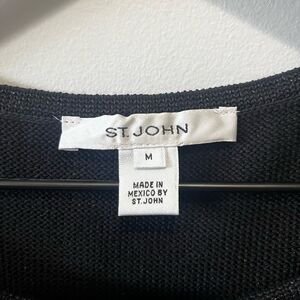 ST. JOHN
M
MADE IN
MEXICO BY
ST. JOHN